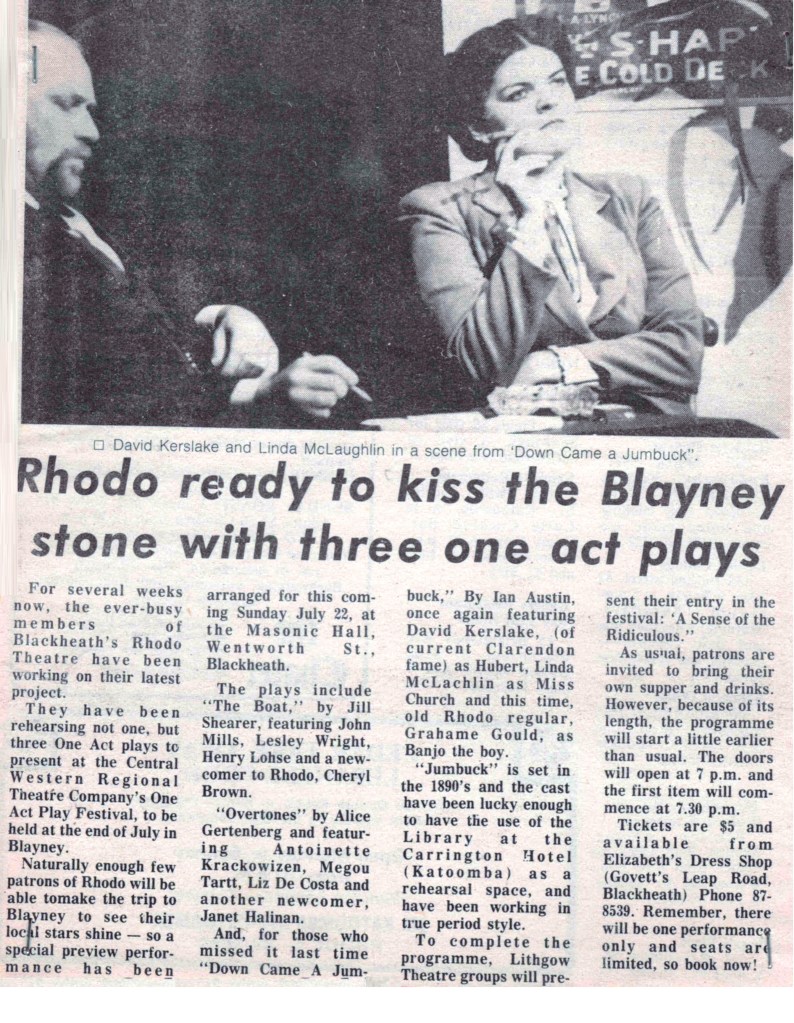 A LYNC
S-HAP
E COLD DECK
□ David Kerslake and Linda McLaughlin in a scene from 'Down Came a Jumbuck".
Rhodo ready to kiss the Blayney
stone with three one act plays
For several weeks
now, the ever-busy
members of
Blackheath's Rhodo
Theatre have been
working on their latest
project.
They have been
rehearsing not one, but
three One Act plays to
present at the Central
Western Regional
Theatre Company's One
Act Play Festival, to be
held at the end of July in
Blayney.
Naturally enough few
patrons of Rhodo will be
able tomake the trip to
Blayney to see their
local stars shine — so a
special preview perfor-
mance has been
arranged for this com-
ing Sunday July 22, at
the Masonic Hall,
Wentworth St.,
Blackheath.
The plays include
"The Boat," by Jill
Shearer, featuring John
Mills, Lesley Wright,
Henry Lohse and a new-
comer to Rhodo, Cheryl
Brown.
"Overtones" by Alice
Gertenberg and featur-
ing Antoinette
Krackowizen, Megou
Tartt, Liz De Costa and
another newcomer,
Janet Halinan.
And, for those who
missed it last time
"Down Came A Jum-
buck," By Ian Austin,
once again featuring
David Kerslake, (of
current Clarendon
fame) as Hubert, Linda
McLachlin as Miss
Church and this time,
old Rhodo regular,
Grahame Gould, as
Banjo the boy.
"Jumbuck" is set in
the 1890's and the cast
have been lucky enough
to have the use of the
Library at the
Carrington Hotel
(Katoomba) as a
rehearsal space, and
have been working in
true period style.
To complete the
programme, Lithgow
Theatre groups will pre-
sent their entry in the
festival: 'A Sense of the
Ridiculous."
As usual, patrons are
invited to bring their
own supper and drinks.
However, because of its
length, the programme
will start a little earlier
than usual. The doors
will open at 7 p.m. and
the first item will com-
mence at 7.30 p.m.
Tickets are $5 and
available from
Elizabeth's Dress Shop
(Govett's Leap Road,
Blackheath) Phone 87-
8539. Remember, there
will be one performance
only and seats are
limited, so book now!